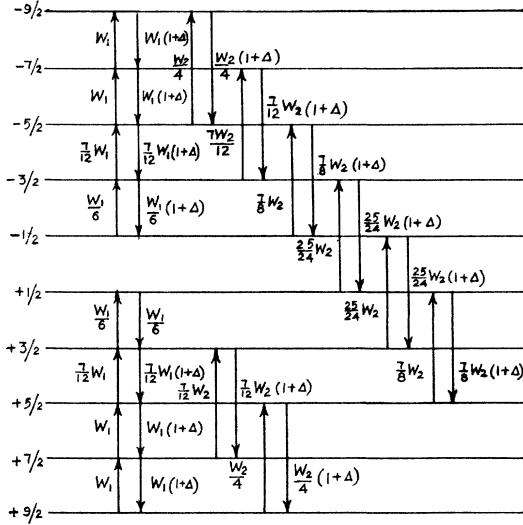 -9/2
W₁ W₁(1+Δ) W₂/4 W₂/4(1+Δ)
-7/2
W₁ W₁(1+Δ) 7W₂/12 7/12 W₂(1+Δ)
-5/2
7/12 W₁ 7/12 W₁(1+Δ) 7/8 W₂ 7/8 W₂(1+Δ)
-3/2
W₁/6 W₁/6 (1+Δ) 25/24 W₂ 25/24 W₂(1+Δ)
-1/2
25/24 W₂ 25/24 W₂(1+Δ)
+1/2
W₁/6 W₁/6 7/8 W₂ 7/8 W₂(1+Δ)
+3/2
7/12 W₁ 7/12 W₁(1+Δ) 7/12 W₂ 7/12 W₂(1+Δ)
+5/2
W₁ W₁(1+Δ) W₂/4 W₂/4(1+Δ)
+7/2
W₁ W₁(1+Δ)
+9/2